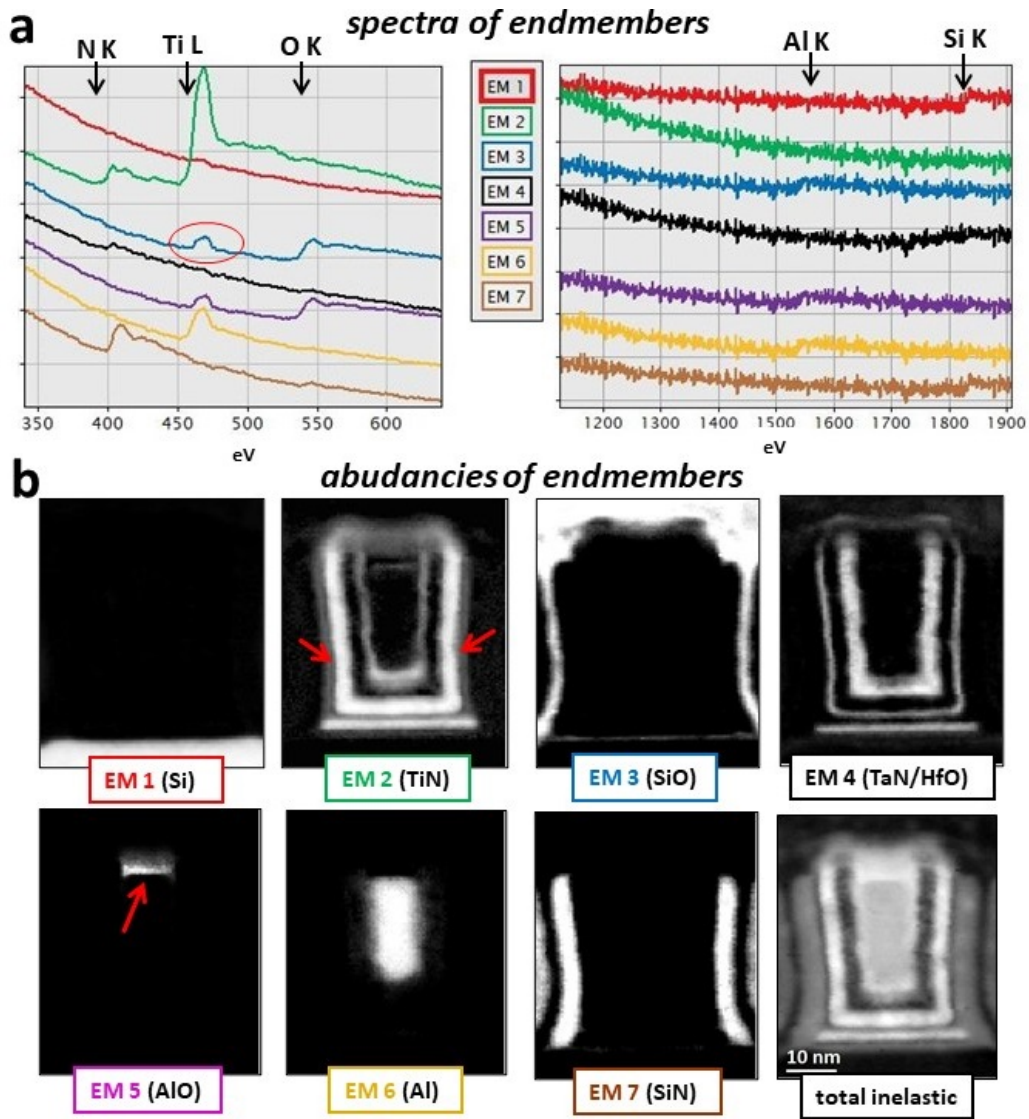 a
spectra of endmembers
N K
Ti L
O K
Al K
Si K
EM 1
EM 2
EM 3
EM 4
EM 5
EM 6
EM 7
350 400 450 500 550 600
eV
1200 1300 1400 1500 1600 1700 1800 1900
eV
b
abudancies of endmembers
EM 1 (Si)
EM 2 (TiN)
EM 3 (SiO)
EM 4 (TaN/HfO)
10 nm
EM 5 (AlO)
EM 6 (Al)
EM 7 (SiN)
total inelastic